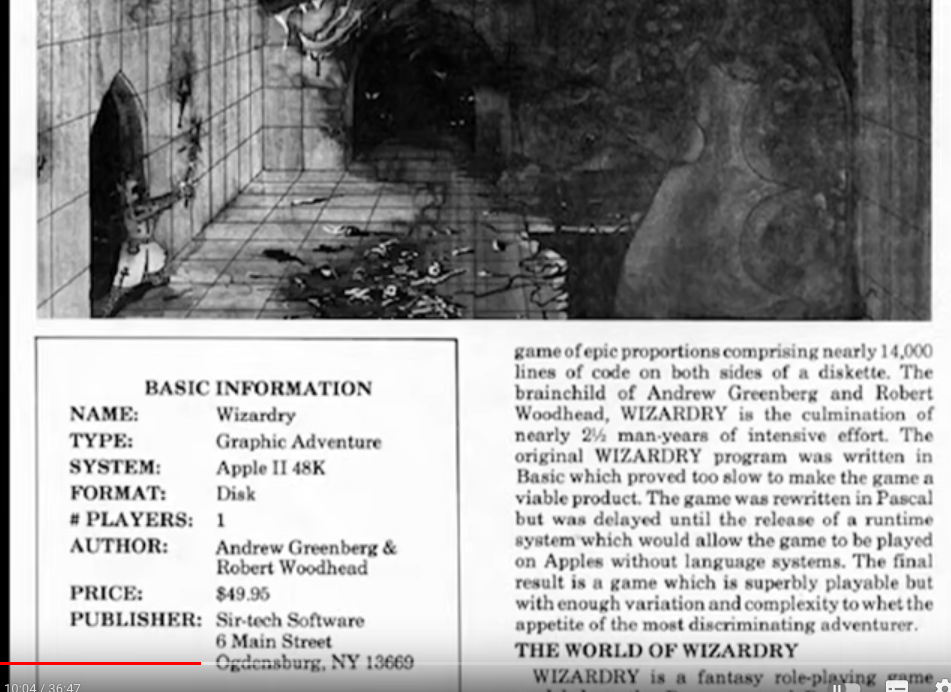 BASIC INFORMATION
NAME: Wizardry
TYPE: Graphic Adventure
SYSTEM: Apple II 48K
FORMAT: Disk
# PLAYERS: 1
AUTHOR: Andrew Greenberg &
Robert Woodhead
PRICE: $49.95
PUBLISHER: Sir-tech Software
6 Main Street
Ogdensburg, NY 13669
game of epic proportions comprising nearly 14,000
lines of code on both sides of a diskette. The
brainchild of Andrew Greenberg and Robert
Woodhead, WIZARDRY is the culmination of
nearly 2½ man-years of intensive effort. The
original WIZARDRY program was written in
Basic which proved too slow to make the game a
viable product. The game was rewritten in Pascal
but was delayed until the release of a runtime
system which would allow the game to be played
on Apples without language systems. The final
result is a game which is superbly playable but
with enough variation and complexity to whet the
appetite of the most discriminating adventurer.
THE WORLD OF WIZARDRY
WIZARDRY is a fantasy role-playing game
10:04 / 36:47